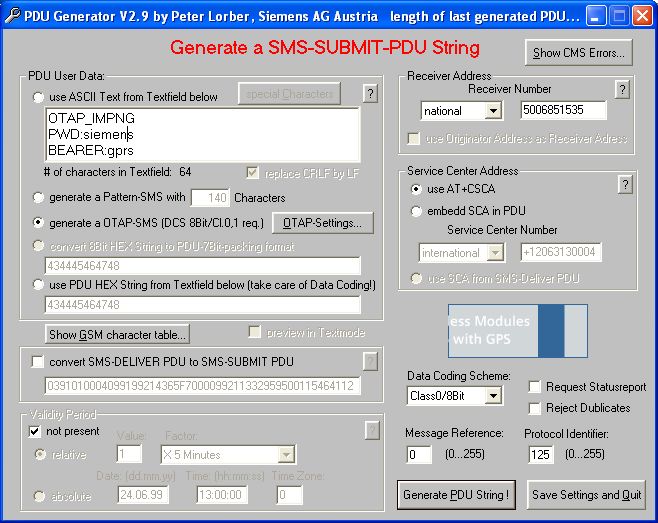 PDU Generator V2.9 by Peter Lorber, Siemens AG Austria length of last generated PDU...
Generate a SMS-SUBMIT-PDU String
Show CMS Errors...
PDU User Data:
use ASCII Text from Textfield below
special Characters
?
OTAP_IMPNG
PWD:siemens
BEARER:gprs
# of characters in Textfield: 64
replace CRLF by LF
generate a Pattern-SMS with 140 Characters
generate a OTAP-SMS (DCS 8Bit/Cl.0,1 req.)
OTAP-Settings...
convert 8Bit HEX String to PDU-7Bit-packing format
434445464748
use PDU HEX String from Textfield below (take care of Data Coding!)
434445464748
Show GSM character table...
preview in Textmode
convert SMS-DELIVER PDU to SMS-SUBMIT PDU
?
0391010004099199214365F7000099211332959500115464112
Validity Period
not present
?
relative
Value:
1
Factor:
X 5 Minutes
absolute
Date: (dd.mm.yy)
24.06.99
Time: (hh:mm:ss)
13:00:00
Time Zone:
0
Receiver Address
Receiver Number
?
national
5006851535
use Originator Address as Receiver Adress
Service Center Address
use AT+CSCA
?
embedd SCA in PDU
Service Center Number
international
+12063130004
use SCA from SMS-Deliver PDU
less Modules
with GPS
Data Coding Scheme:
Class0/8Bit
Request Statusreport
Reject Dublicates
Message Reference:
0 (0...255)
Protocol Identifier:
125 (0...255)
Generate PDU String !
Save Settings and Quit